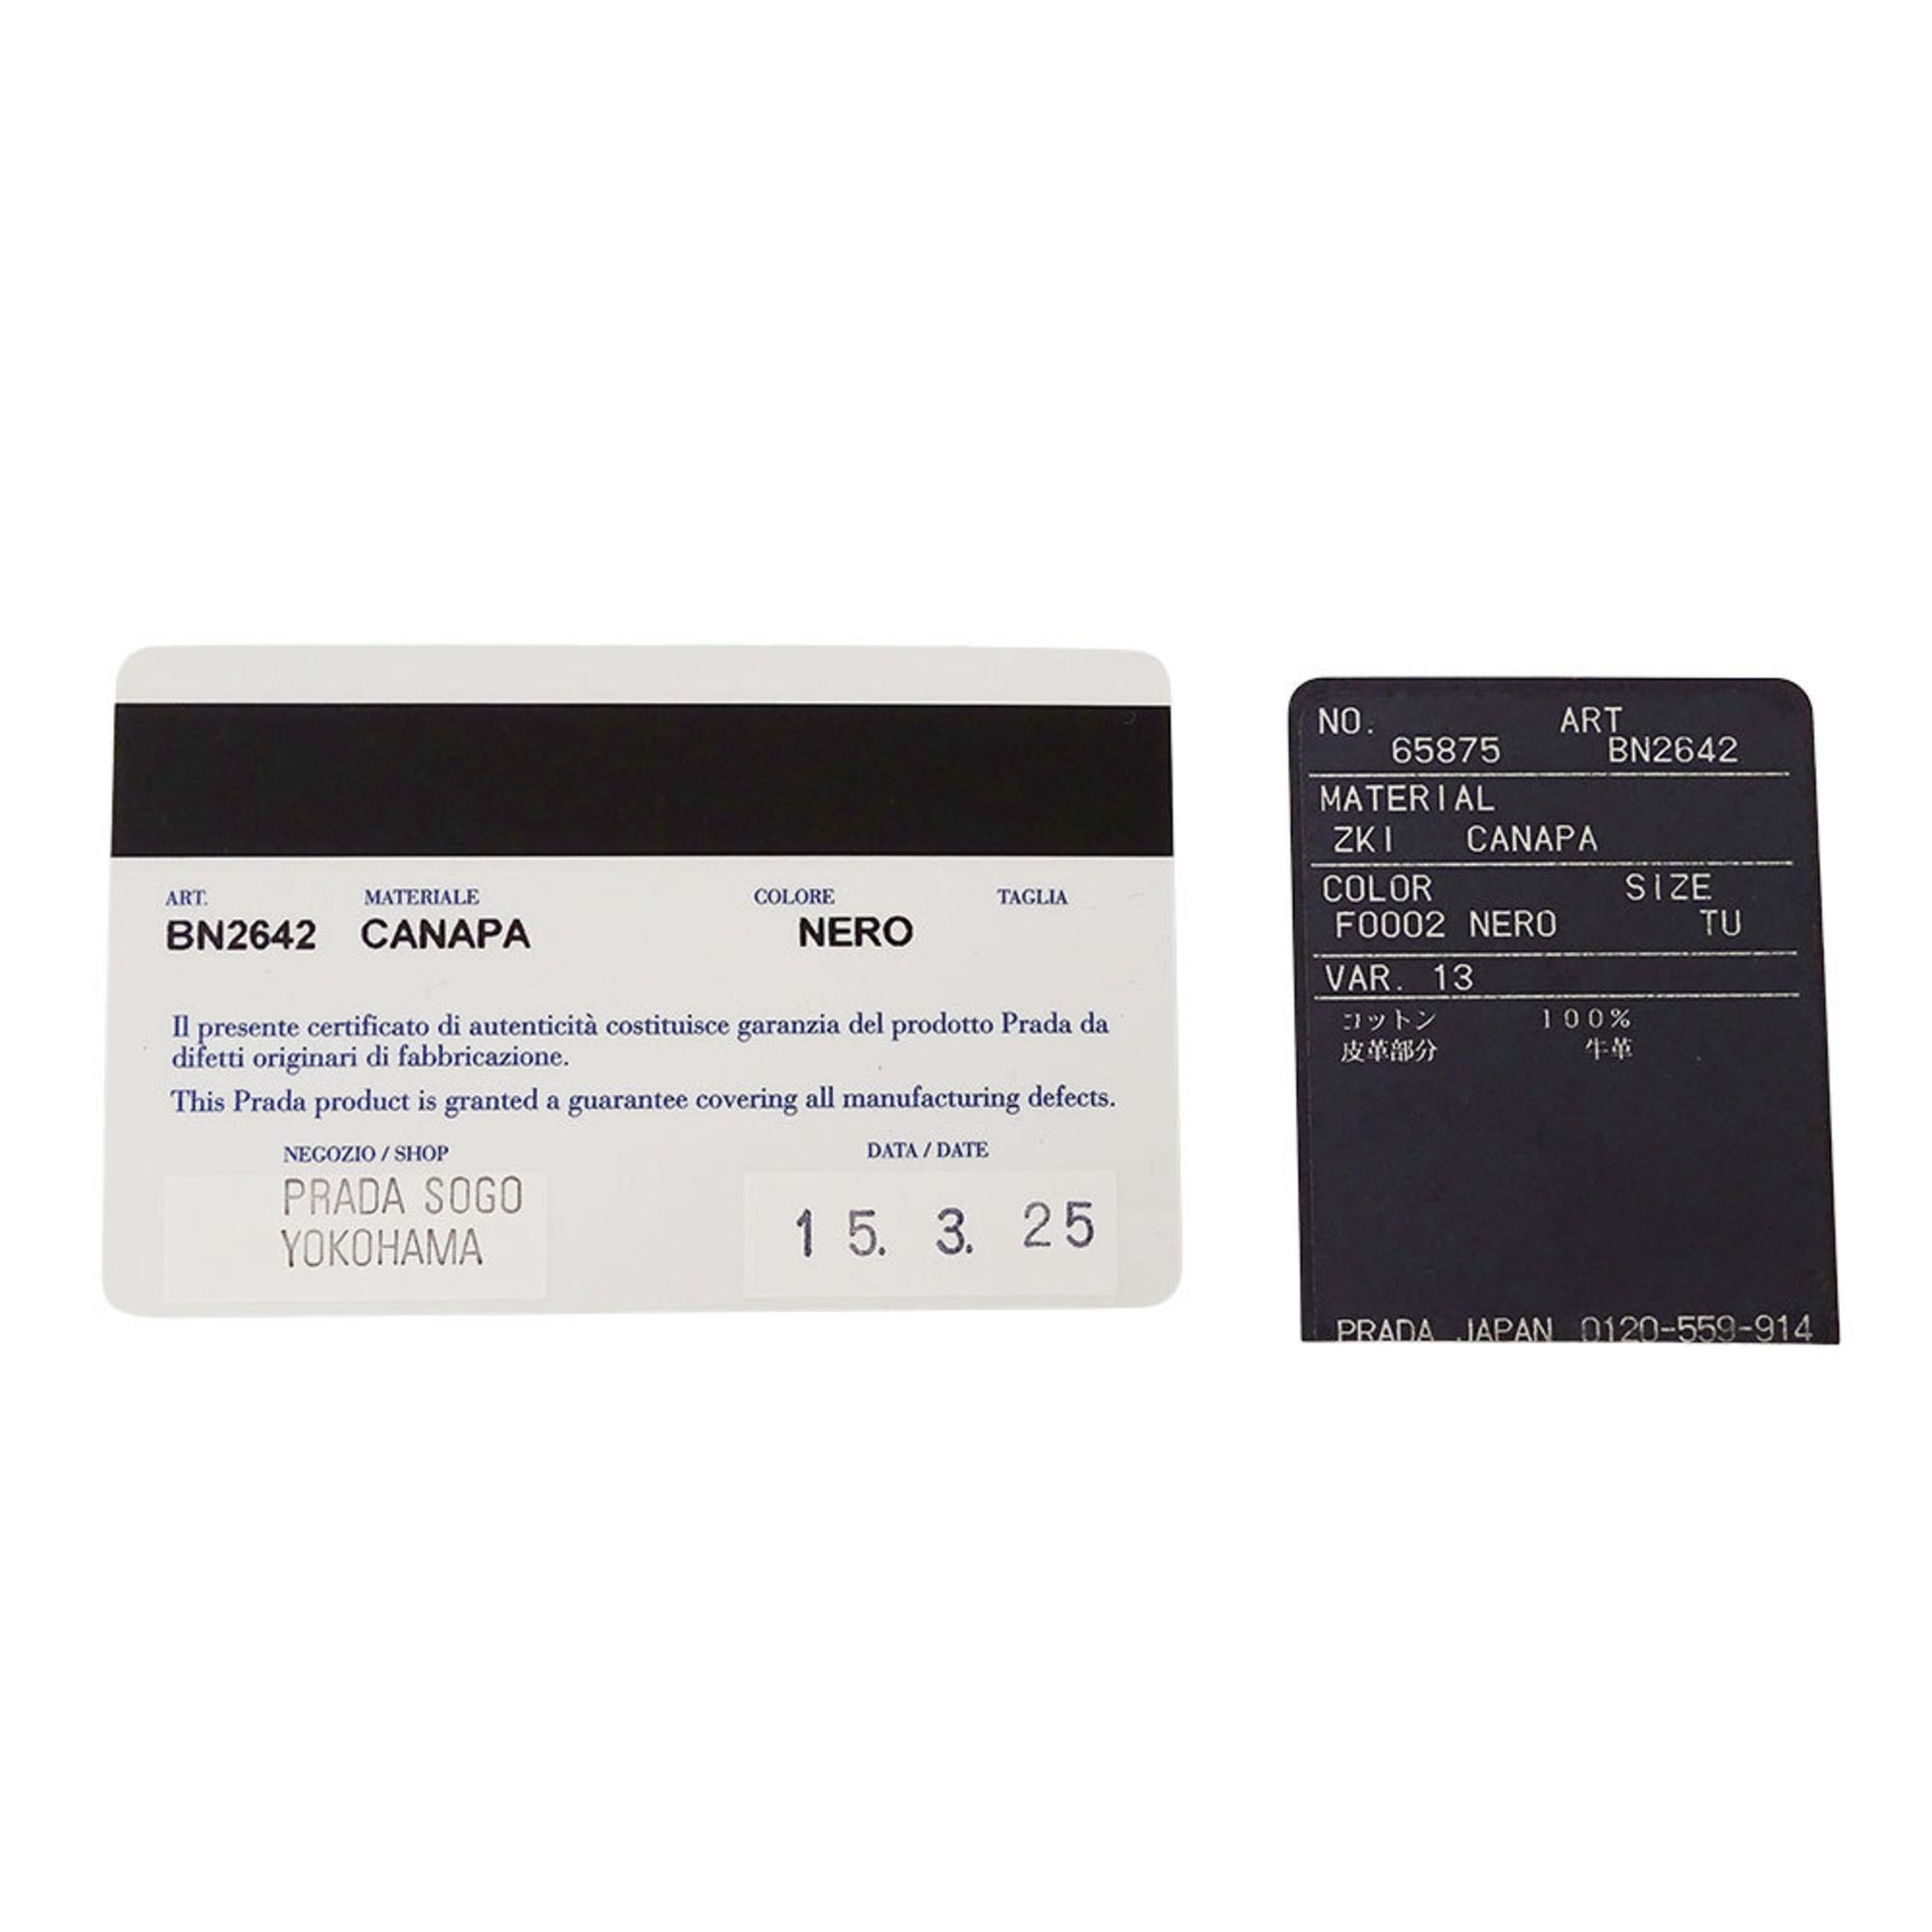 ART. MATERIALE COLORE TAGLIA
BN2642 CANAPA NERO
Il presente certificato di autenticità costituisce garanzia del prodotto Prada da
difetti originari di fabbricazione.
This Prada product is granted a guarantee covering all manufacturing defects.
NEGOZIO / SHOP DATA / DATE
PRADA SOGO
YOKOHAMA
15. 3. 25
NO. ART
65875 BN2642
MATERIAL
ZKI CANAPA
COLOR SIZE
F0002 NERO TU
VAR. 13
コットン 100%
皮革部分 牛革
PRADA JAPAN 0120-559-914